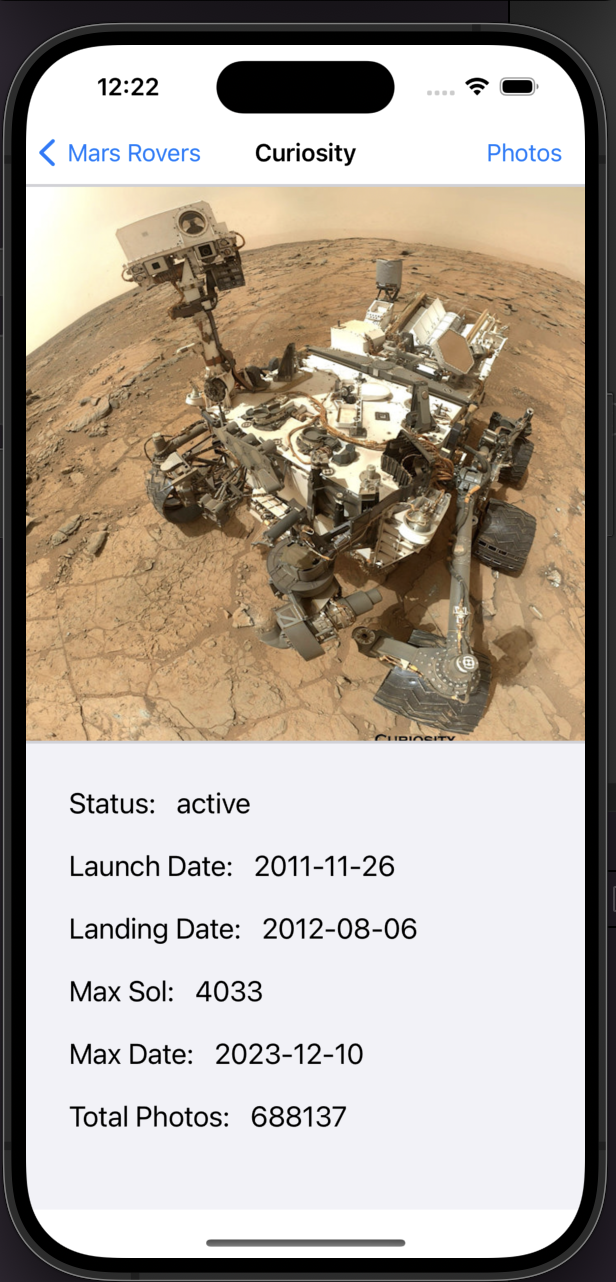 12:22
Mars Rovers Curiosity Photos
CURIOSITY
Status: active
Launch Date: 2011-11-26
Landing Date: 2012-08-06
Max Sol: 4033
Max Date: 2023-12-10
Total Photos: 688137